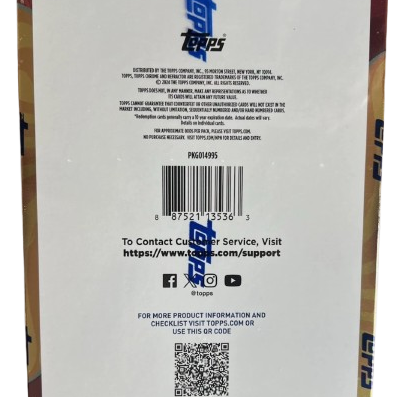 topps
Topps
DISTRIBUTED BY THE TOPPS COMPANY, INC., 95 MORTON STREET, NEW YORK, NY 10014.
TOPPS, TOPPS CHROME AND REFRACTOR ARE REGISTERED TRADEMARKS OF THE TOPPS COMPANY, INC.
© 2024 THE TOPPS COMPANY, INC. ALL RIGHTS RESERVED.
TOPPS DOES NOT, IN ANY MANNER, MAKE ANY REPRESENTATIONS AS TO WHETHER
ITS CARDS WILL ATTAIN ANY FUTURE VALUE.
TOPPS CANNOT GUARANTEE THAT COUNTERFEIT OR OTHER UNAUTHORIZED CARDS WILL NOT EXIST IN THE
MARKET INCLUDING, WITHOUT LIMITATION, SEQUENTIALLY NUMBERED AND/OR HAND NUMBERED CARDS.
*Redemption cards generally carry a 10-year expiration date. Actual dates will vary.
Details on individual cards.
FOR APPROXIMATE ODDS PER PACK, PLEASE VISIT TOPPS.COM.
NO PURCHASE NECESSARY. VISIT TOPPS.COM/NPN FOR DETAILS AND ENTRY.
PKG014995
8 87521 13536 3
topps
To Contact Customer Service, Visit
https://www.topps.com/support
@topps
FOR MORE PRODUCT INFORMATION AND
CHECKLIST VISIT TOPPS.COM OR
USE THIS QR CODE
topps
topps